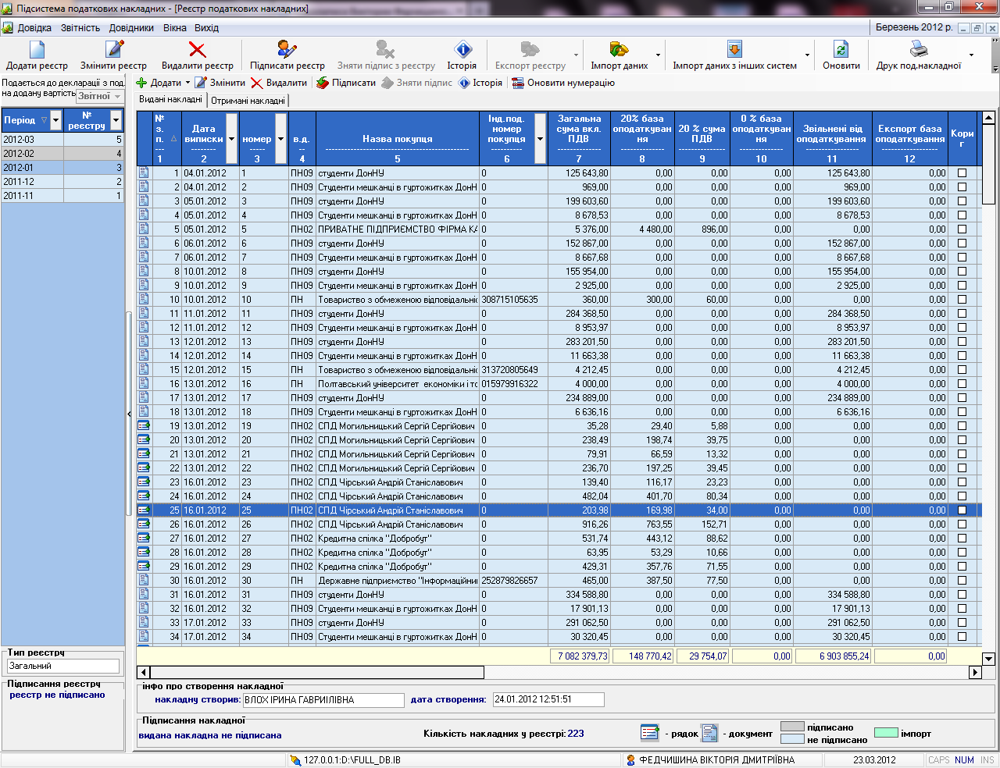 Підсистема податкових накладних - [Реєстр податкових накладних]
Довідка Звітність Довідники Вікна Вихід Березень 2012 р.
Додати реєстр Змінити реєстр Видалити реєстр Підписати реєстр Зняти підпис з реєстру Історія Експорт реєстру Імпорт даних Імпорт даних з інших систем Оновити Друк под.накладної
Подається до декларації з под.
на додану вартість Звітної
Додати Змінити Видалити Підписати Зняти підпис Історія Оновити нумерацію
Видані накладні Отримані накладні
Період № реєстру
2012-03 5
2012-02 4
2012-01 3
2011-12 2
2011-11 1
№ з. п. Дата виписки номер в.д. Назва покупця Інд.под. номер покупця Загальна сума вкл. ПДВ 20% база оподаткування 20 % сума ПДВ 0 % база оподаткування Звільнені від оподаткування Експорт база оподаткування Кориг
1 2 3 4 5 6 7 8 9 10 11 12
1 04.01.2012 1 ПН09 студенти ДонНУ 0 125 643,80 0,00 0,00 0,00 125 643,80 0,00
2 04.01.2012 2 ПН09 Студенти мешканці в гуртожитках ДонН 0 969,00 0,00 0,00 0,00 969,00 0,00
3 05.01.2012 3 ПН09 студенти ДонНУ 0 199 603,60 0,00 0,00 0,00 199 603,60 0,00
4 05.01.2012 4 ПН09 Студенти мешканці в гуртожитках ДонН 0 8 678,53 0,00 0,00 0,00 8 678,53 0,00
5 05.01.2012 5 ПН02 ПРИВАТНЕ ПІДПРИЄМСТВО ФІРМА КА 0 5 376,00 4 480,00 896,00 0,00 0,00 0,00
6 06.01.2012 6 ПН09 студенти ДонНУ 0 152 867,00 0,00 0,00 0,00 152 867,00 0,00
7 06.01.2012 7 ПН09 Студенти мешканці в гуртожитках ДонН 0 8 667,68 0,00 0,00 0,00 8 667,68 0,00
8 10.01.2012 8 ПН09 студенти ДонНУ 0 155 954,00 0,00 0,00 0,00 155 954,00 0,00
9 10.01.2012 9 ПН09 Студенти мешканці в гуртожитках ДонН 0 2 925,00 0,00 0,00 0,00 2 925,00 0,00
10 10.01.2012 10 ПН Товариство з обмеженою відповідальніс 308715105635 360,00 300,00 60,00 0,00 0,00 0,00
11 11.01.2012 11 ПН09 студенти ДонНУ 0 284 368,50 0,00 0,00 0,00 284 368,50 0,00
12 11.01.2012 12 ПН09 Студенти мешканці в гуртожитках ДонН 0 8 953,97 0,00 0,00 0,00 8 953,97 0,00
13 12.01.2012 13 ПН09 студенти ДонНУ 0 283 201,50 0,00 0,00 0,00 283 201,50 0,00
14 12.01.2012 14 ПН09 Студенти мешканці в гуртожитках ДонН 0 11 663,38 0,00 0,00 0,00 11 663,38 0,00
15 12.01.2012 15 ПН Товариство з обмеженою відповідальніс 313720805649 4 212,45 0,00 0,00 0,00 4 212,45 0,00
16 13.01.2012 16 ПН Полтавський університет економіки і то 015979916322 4 000,00 0,00 0,00 0,00 4 000,00 0,00
17 13.01.2012 17 ПН09 студенти ДонНУ 0 234 889,00 0,00 0,00 0,00 234 889,00 0,00
18 13.01.2012 18 ПН09 Студенти мешканці в гуртожитках ДонН 0 6 636,16 0,00 0,00 0,00 6 636,16 0,00
19 13.01.2012 19 ПН02 СПД Могильницький Сергій Сергійович 0 35,28 29,40 5,88 0,00 0,00 0,00
20 13.01.2012 20 ПН02 СПД Могильницький Сергій Сергійович 0 238,49 198,74 39,75 0,00 0,00 0,00
21 13.01.2012 21 ПН02 СПД Могильницький Сергій Сергійович 0 79,91 66,59 13,32 0,00 0,00 0,00
22 13.01.2012 22 ПН02 СПД Могильницький Сергій Сергійович 0 236,70 197,25 39,45 0,00 0,00 0,00
23 16.01.2012 23 ПН02 СПД Чірський Андрій Станіславович 0 139,40 116,17 23,23 0,00 0,00 0,00
24 16.01.2012 24 ПН02 СПД Чірський Андрій Станіславович 0 482,04 401,70 80,34 0,00 0,00 0,00
25 16.01.2012 25 ПН02 СПД Чірський Андрій Станіславович 0 203,98 169,98 34,00 0,00 0,00 0,00
26 16.01.2012 26 ПН02 СПД Чірський Андрій Станіславович 0 916,26 763,55 152,71 0,00 0,00 0,00
27 16.01.2012 27 ПН02 Кредитна спілка "Добробут" 0 531,74 443,12 88,62 0,00 0,00 0,00
28 16.01.2012 28 ПН02 Кредитна спілка "Добробут" 0 63,95 53,29 10,66 0,00 0,00 0,00
29 16.01.2012 29 ПН02 Кредитна спілка "Добробут" 0 429,31 357,76 71,55 0,00 0,00 0,00
30 16.01.2012 30 ПН Державне підприємство "Інформаційни 252879826657 465,00 387,50 77,50 0,00 0,00 0,00
31 16.01.2012 31 ПН09 студенти ДонНУ 0 334 588,80 0,00 0,00 0,00 334 588,80 0,00
32 16.01.2012 32 ПН09 Студенти мешканці в гуртожитках ДонН 0 17 901,13 0,00 0,00 0,00 17 901,13 0,00
33 17.01.2012 33 ПН09 студенти ДонНУ 0 291 062,50 0,00 0,00 0,00 291 062,50 0,00
34 17.01.2012 34 ПН09 Студенти мешканці в гуртожитках ДонН 0 30 320,45 0,00 0,00 0,00 30 320,45 0,00
7 082 379,73 148 770,42 29 754,07 0,00 6 903 855,24 0,00
Тип реєстру
Загальний
Підписання реєстру
реєстр не підписано
інфо про створення накладної
накладну створив: ВЛОХ ІРИНА ГАВРИІЛІВНА дата створення: 24.01.2012 12:51:51
Підписання накладної
видана накладна не підписана Кількість накладних у реєстрі: 223 - рядок - документ підписано не підписано імпорт
127.0.0.1:D:\FULL_DB.IB ФЕДЧИШИНА ВІКТОРІЯ ДМИТРІЇВНА 23.03.2012 CAPS NUM INS